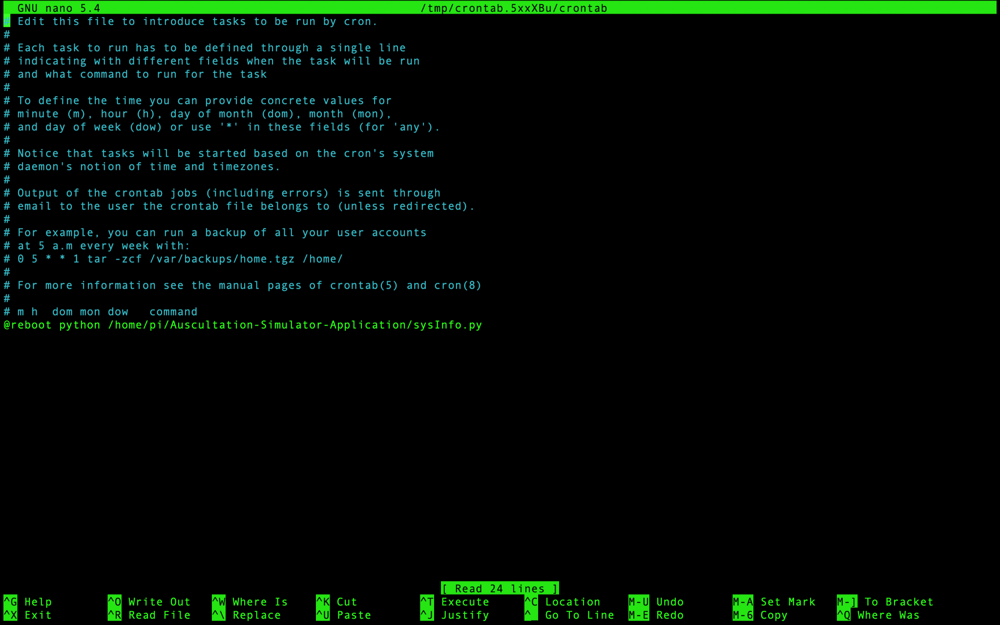 GNU nano 5.4 /tmp/crontab.5xxXBu/crontab
# Edit this file to introduce tasks to be run by cron.
#
# Each task to run has to be defined through a single line
# indicating with different fields when the task will be run
# and what command to run for the task
#
# To define the time you can provide concrete values for
# minute (m), hour (h), day of month (dom), month (mon),
# and day of week (dow) or use '*' in these fields (for 'any').
#
# Notice that tasks will be started based on the cron's system
# daemon's notion of time and timezones.
#
# Output of the crontab jobs (including errors) is sent through
# email to the user the crontab file belongs to (unless redirected).
#
# For example, you can run a backup of all your user accounts
# at 5 a.m every week with:
# 0 5 * * 1 tar -zcf /var/backups/home.tgz /home/
#
# For more information see the manual pages of crontab(5) and cron(8)
#
# m h  dom mon dow   command
@reboot python /home/pi/Auscultation-Simulator-Application/sysInfo.py
[ Read 24 lines ]
^G Help ^O Write Out ^W Where Is ^K Cut ^T Execute ^C Location M-U Undo M-A Set Mark M-] To Bracket
^X Exit ^R Read File ^\ Replace ^U Paste ^J Justify ^_ Go To Line M-E Redo M-6 Copy ^Q Where Was